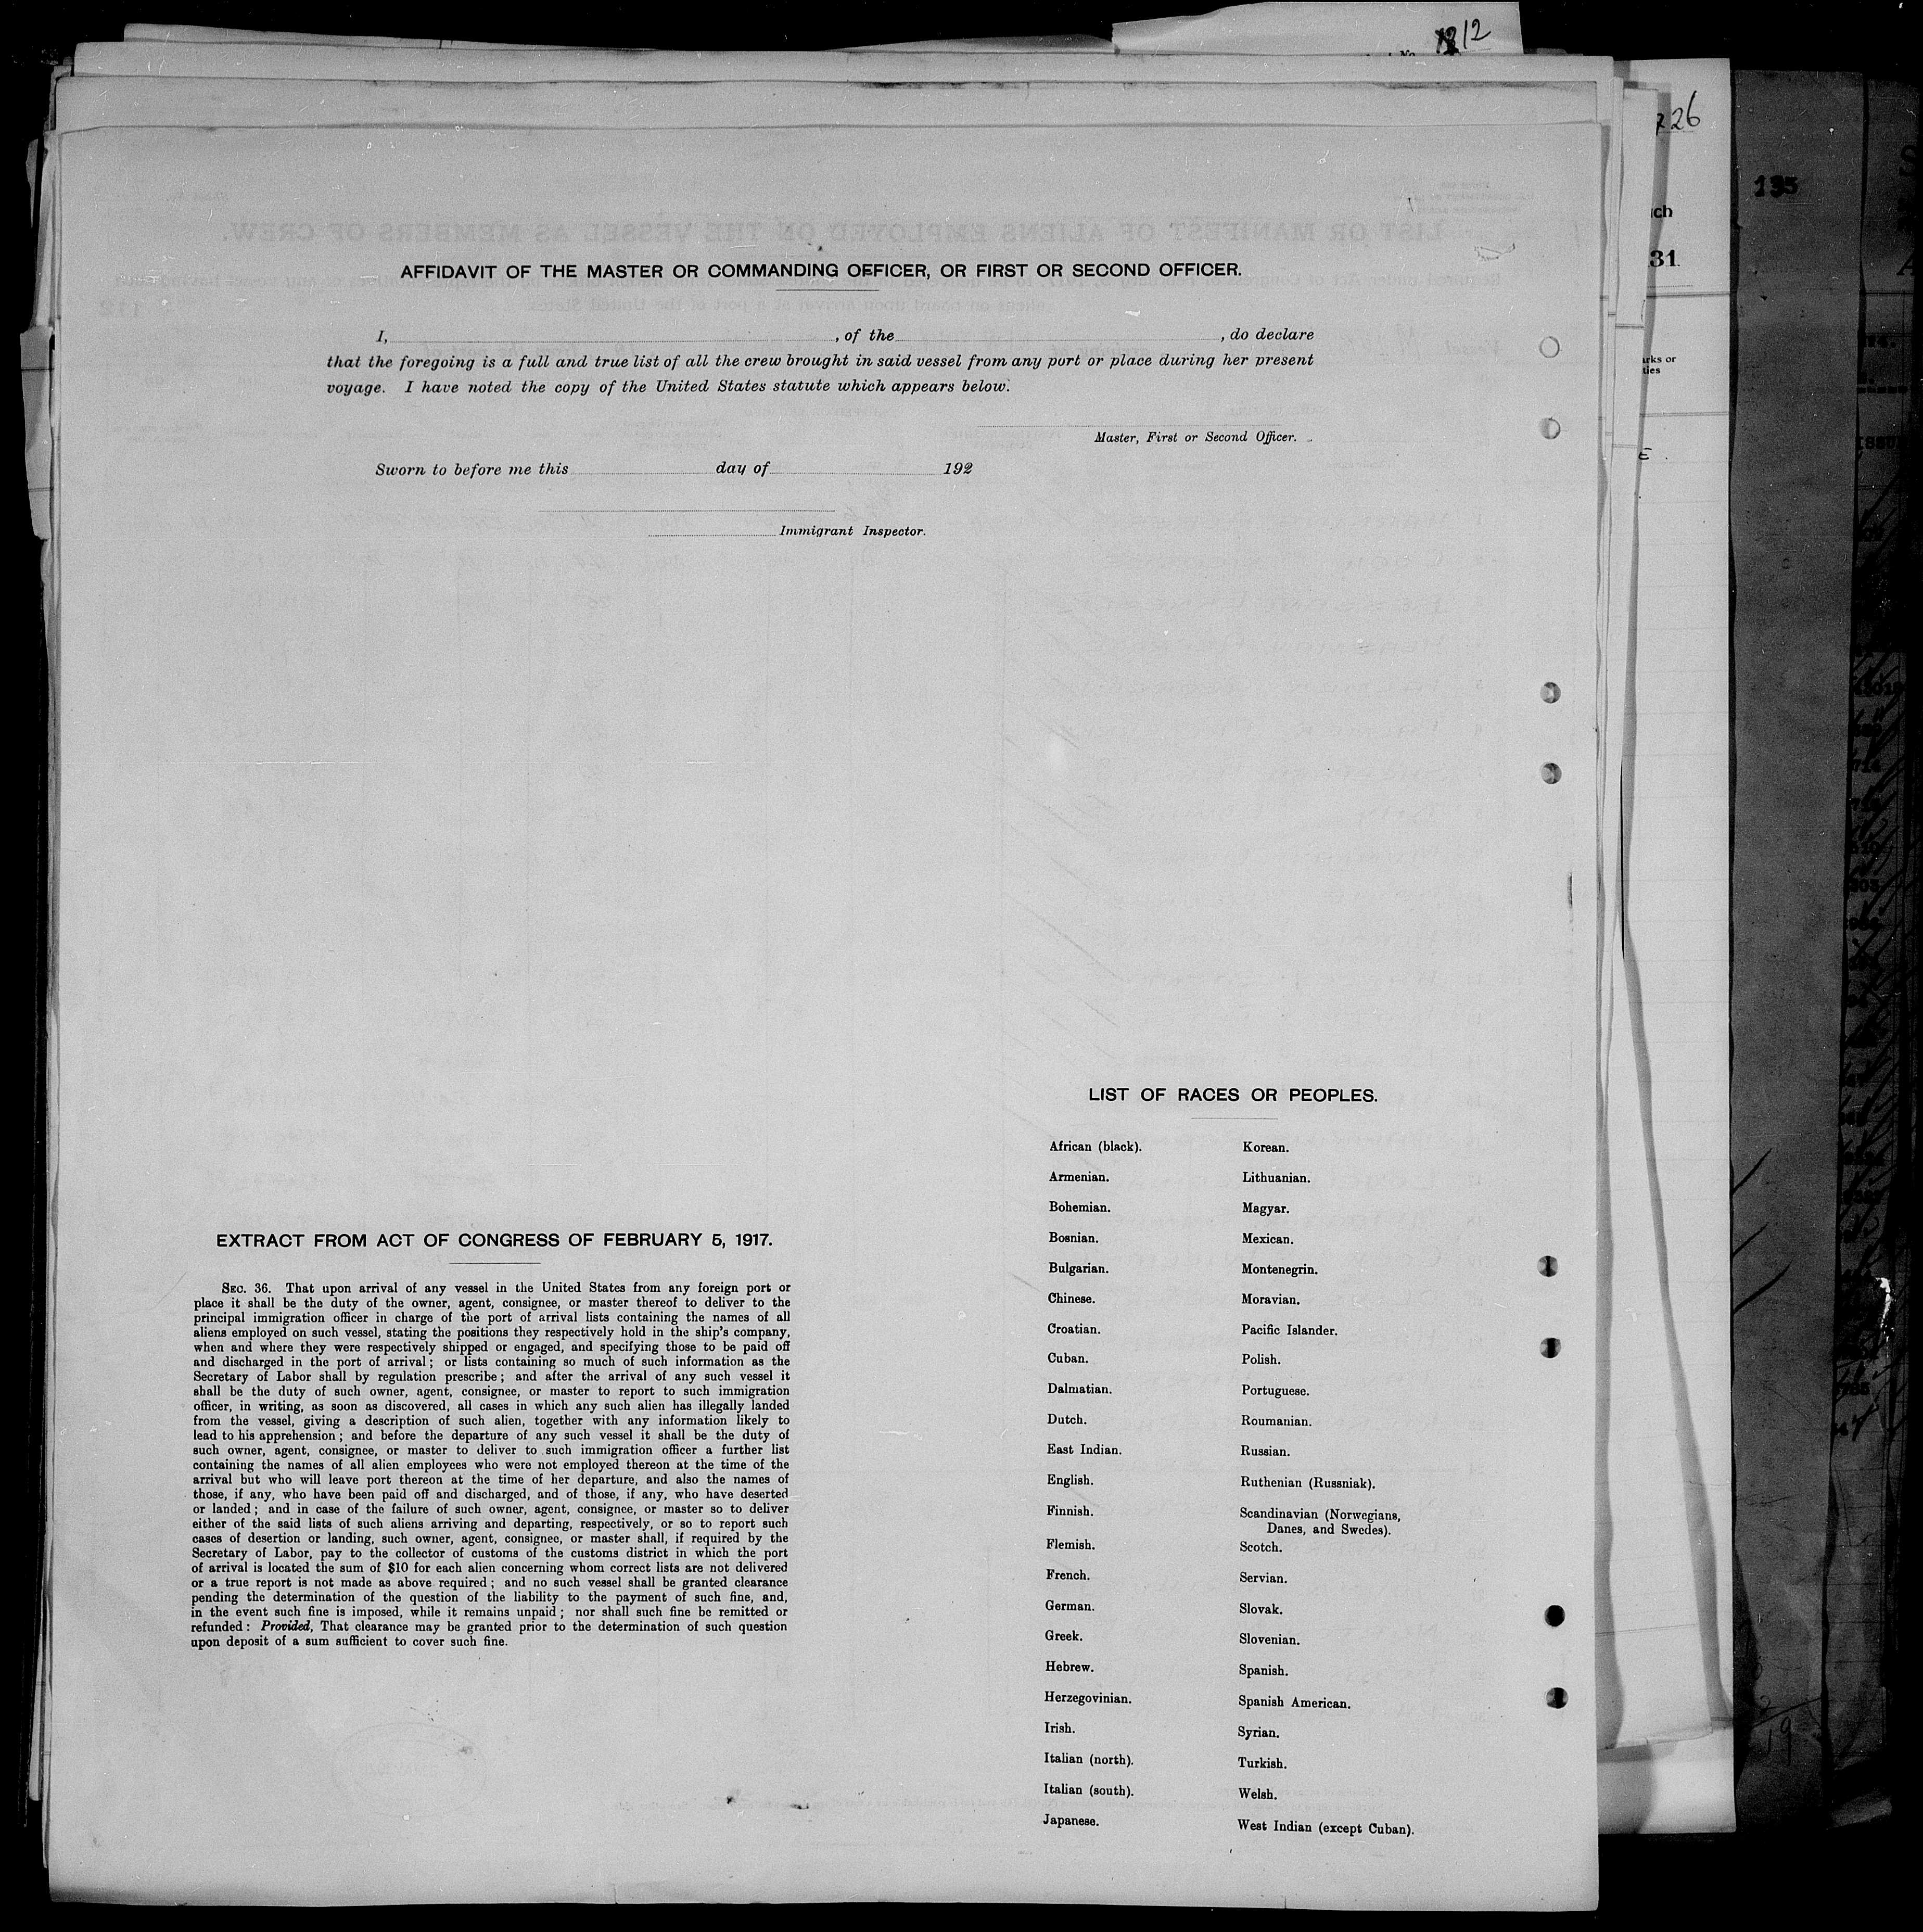 1212
226
135
ich
31.
AFFIDAVIT OF THE MASTER OR COMMANDING OFFICER, OR FIRST OR SECOND OFFICER.
I, , of the , do declare
that the foregoing is a full and true list of all the crew brought in said vessel from any port or place during her present
voyage. I have noted the copy of the United States statute which appears below.
Master, First or Second Officer.
Sworn to before me this day of 192
Immigrant Inspector.
EXTRACT FROM ACT OF CONGRESS OF FEBRUARY 5, 1917.
SEC. 36. That upon arrival of any vessel in the United States from any foreign port or
place it shall be the duty of the owner, agent, consignee, or master thereof to deliver to the
principal immigration officer in charge of the port of arrival lists containing the names of all
aliens employed on such vessel, stating the positions they respectively hold in the ship's company,
when and where they were respectively shipped or engaged, and specifying those to be paid off
and discharged in the port of arrival; or lists containing so much of such information as the
Secretary of Labor shall by regulation prescribe; and after the arrival of any such vessel it
shall be the duty of such owner, agent, consignee, or master to report to such immigration
officer, in writing, as soon as discovered, all cases in which any such alien has illegally landed
from the vessel, giving a description of such alien, together with any information likely to
lead to his apprehension; and before the departure of any such vessel it shall be the duty of
such owner, agent, consignee, or master to deliver to such immigration officer a further list
containing the names of all alien employees who were not employed thereon at the time of the
arrival but who will leave port thereon at the time of her departure, and also the names of
those, if any, who have been paid off and discharged, and of those, if any, who have deserted
or landed; and in case of the failure of such owner, agent, consignee, or master so to deliver
either of the said lists of such aliens arriving and departing, respectively, or so to report such
cases of desertion or landing, such owner, agent, consignee, or master shall, if required by the
Secretary of Labor, pay to the collector of customs of the customs district in which the port
of arrival is located the sum of $10 for each alien concerning whom correct lists are not delivered
or a true report is not made as above required; and no such vessel shall be granted clearance
pending the determination of the question of the liability to the payment of such fine, and,
in the event such fine is imposed, while it remains unpaid; nor shall such fine be remitted or
refunded: Provided, That clearance may be granted prior to the determination of such question
upon deposit of a sum sufficient to cover such fine.
LIST OF RACES OR PEOPLES.
African (black).
Armenian.
Bohemian.
Bosnian.
Bulgarian.
Chinese.
Croatian.
Cuban.
Dalmatian.
Dutch.
East Indian.
English.
Finnish.
Flemish.
French.
German.
Greek.
Hebrew.
Herzegovinian.
Irish.
Italian (north).
Italian (south).
Japanese.
Korean.
Lithuanian.
Magyar.
Mexican.
Montenegrin.
Moravian.
Pacific Islander.
Polish.
Portuguese.
Roumanian.
Russian.
Ruthenian (Russniak).
Scandinavian (Norwegians,
Danes, and Swedes).
Scotch.
Servian.
Slovak.
Slovenian.
Spanish.
Spanish American.
Syrian.
Turkish.
Welsh.
West Indian (except Cuban).